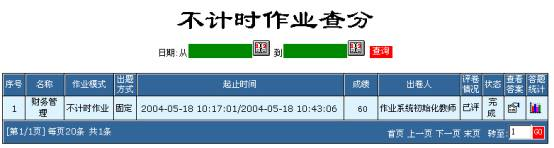 不计时作业查分
日期:从 到 查询
序号 名称 作业模式 出题方式 起止时间 成绩 出卷人 评卷情况 状态 查看答案 答题统计
1 财务管理 不计时作业 固定 2004-05-18 10:17:01/2004-05-18 10:43:06 60 作业系统初始化教师 已评 完成
[第1/1页] 每页20条 共1条 首页 上一页 下一页 末页 转至: 1 GO